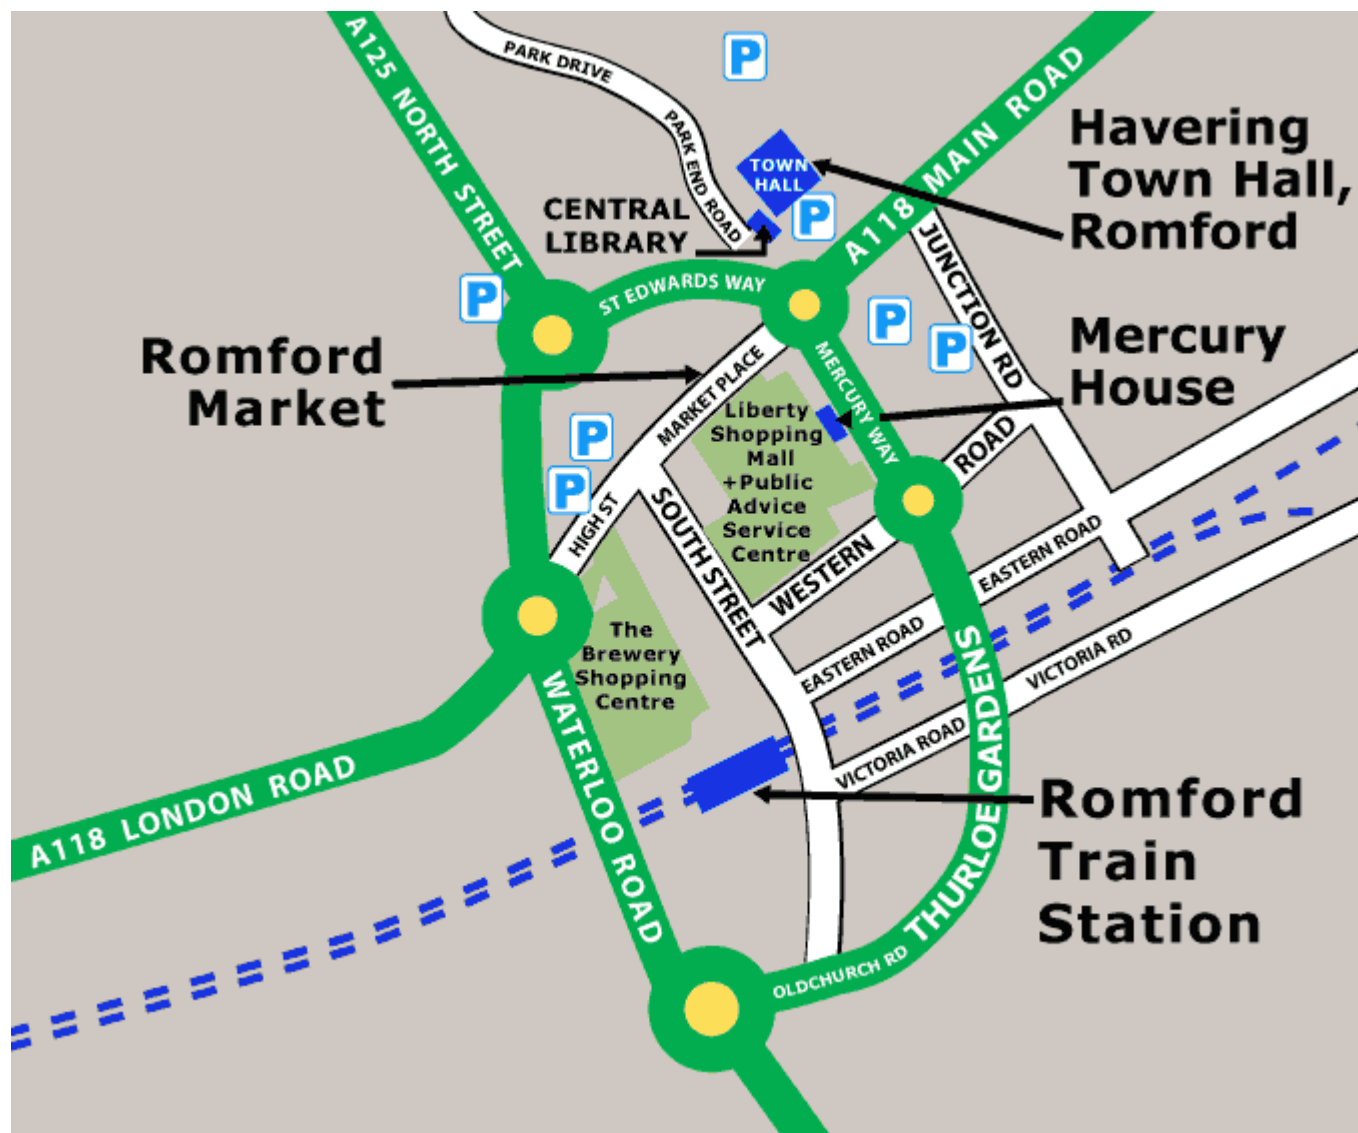 A125 NORTH STREET
PARK DRIVE
P
PARK END ROAD
TOWN
HALL
A118 MAIN ROAD
Havering
Town Hall,
Romford
CENTRAL
LIBRARY
P
JUNCTION RD
P
ST EDWARDS WAY
P
P
Mercury
House
Romford
Market
MARKET PLACE
MERCURY WAY
Liberty
Shopping
Mall
+Public
Advice
Service
Centre
P
P
HIGH ST
SOUTH STREET
WESTERN
ROAD
EASTERN ROAD
EASTERN ROAD
The
Brewery
Shopping
Centre
VICTORIA RD
VICTORIA ROAD
THURLOE GARDENS
WATERLOO ROAD
A118 LONDON ROAD
Romford
Train
Station
OLDCHURCH RD